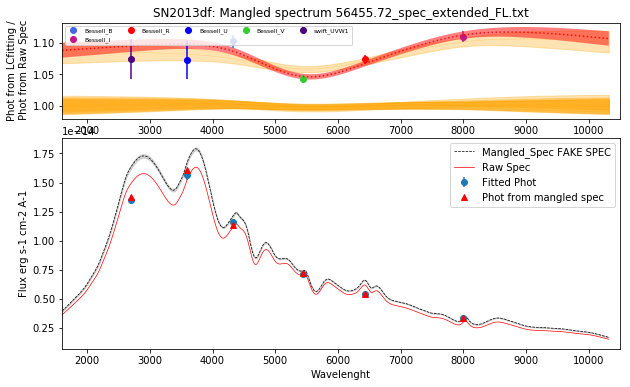 SN2013df: Mangled spectrum 56455.72_spec_extended_FL.txt
Phot from LCfitting /
Phot from Raw Spec
1.10
1.05
1.00
Bessell_B
Bessell_R
Bessell_U
Bessell_V
swift_UVW1
Bessell_I
2000 3000 4000 5000 6000 7000 8000 9000 10000
Flux erg s-1 cm-2 A-1
1.75
1.50
1.25
1.00
0.75
0.50
0.25
Mangled_Spec FAKE SPEC
Raw Spec
Fitted Phot
Phot from mangled spec
2000 3000 4000 5000 6000 7000 8000 9000 10000
Wavelenght